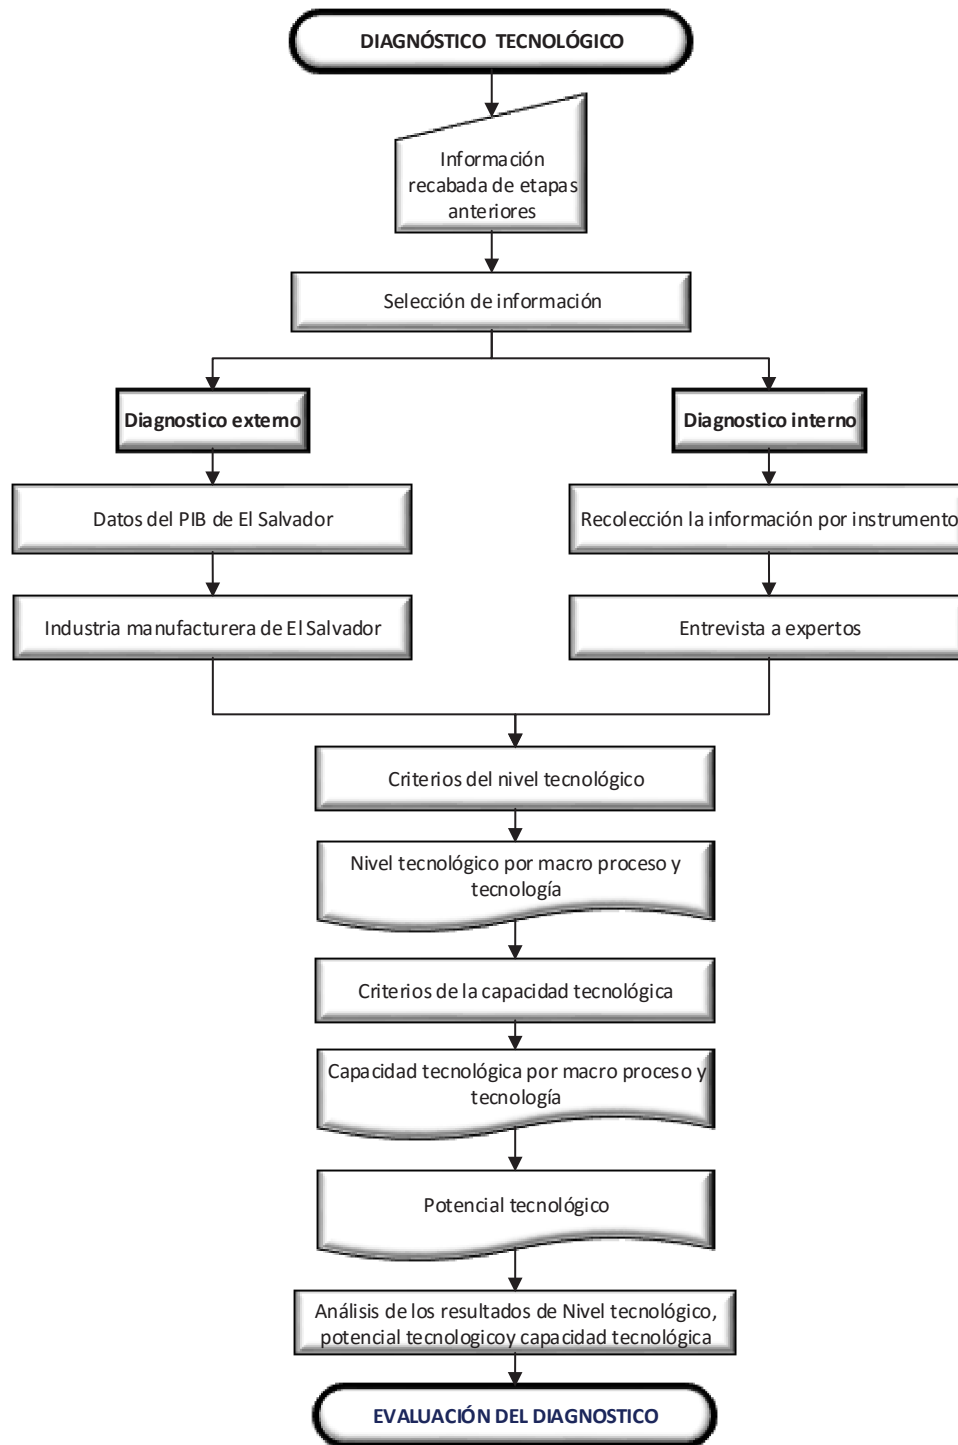 DIAGNÓSTICO TECNOLÓGICO
Información
recabada de etapas
anteriores
Selección de información
Diagnostico externo
Diagnostico interno
Datos del PIB de El Salvador
Recolección la información por instrumento
Industria manufacturera de El Salvador
Entrevista a expertos
Criterios del nivel tecnológico
Nivel tecnológico por macro proceso y
tecnología
Criterios de la capacidad tecnológica
Capacidad tecnológica por macro proceso y
tecnología
Potencial tecnológico
Análisis de los resultados de Nivel tecnológico,
potencial tecnologicoy capacidad tecnológica
EVALUACIÓN DEL DIAGNOSTICO